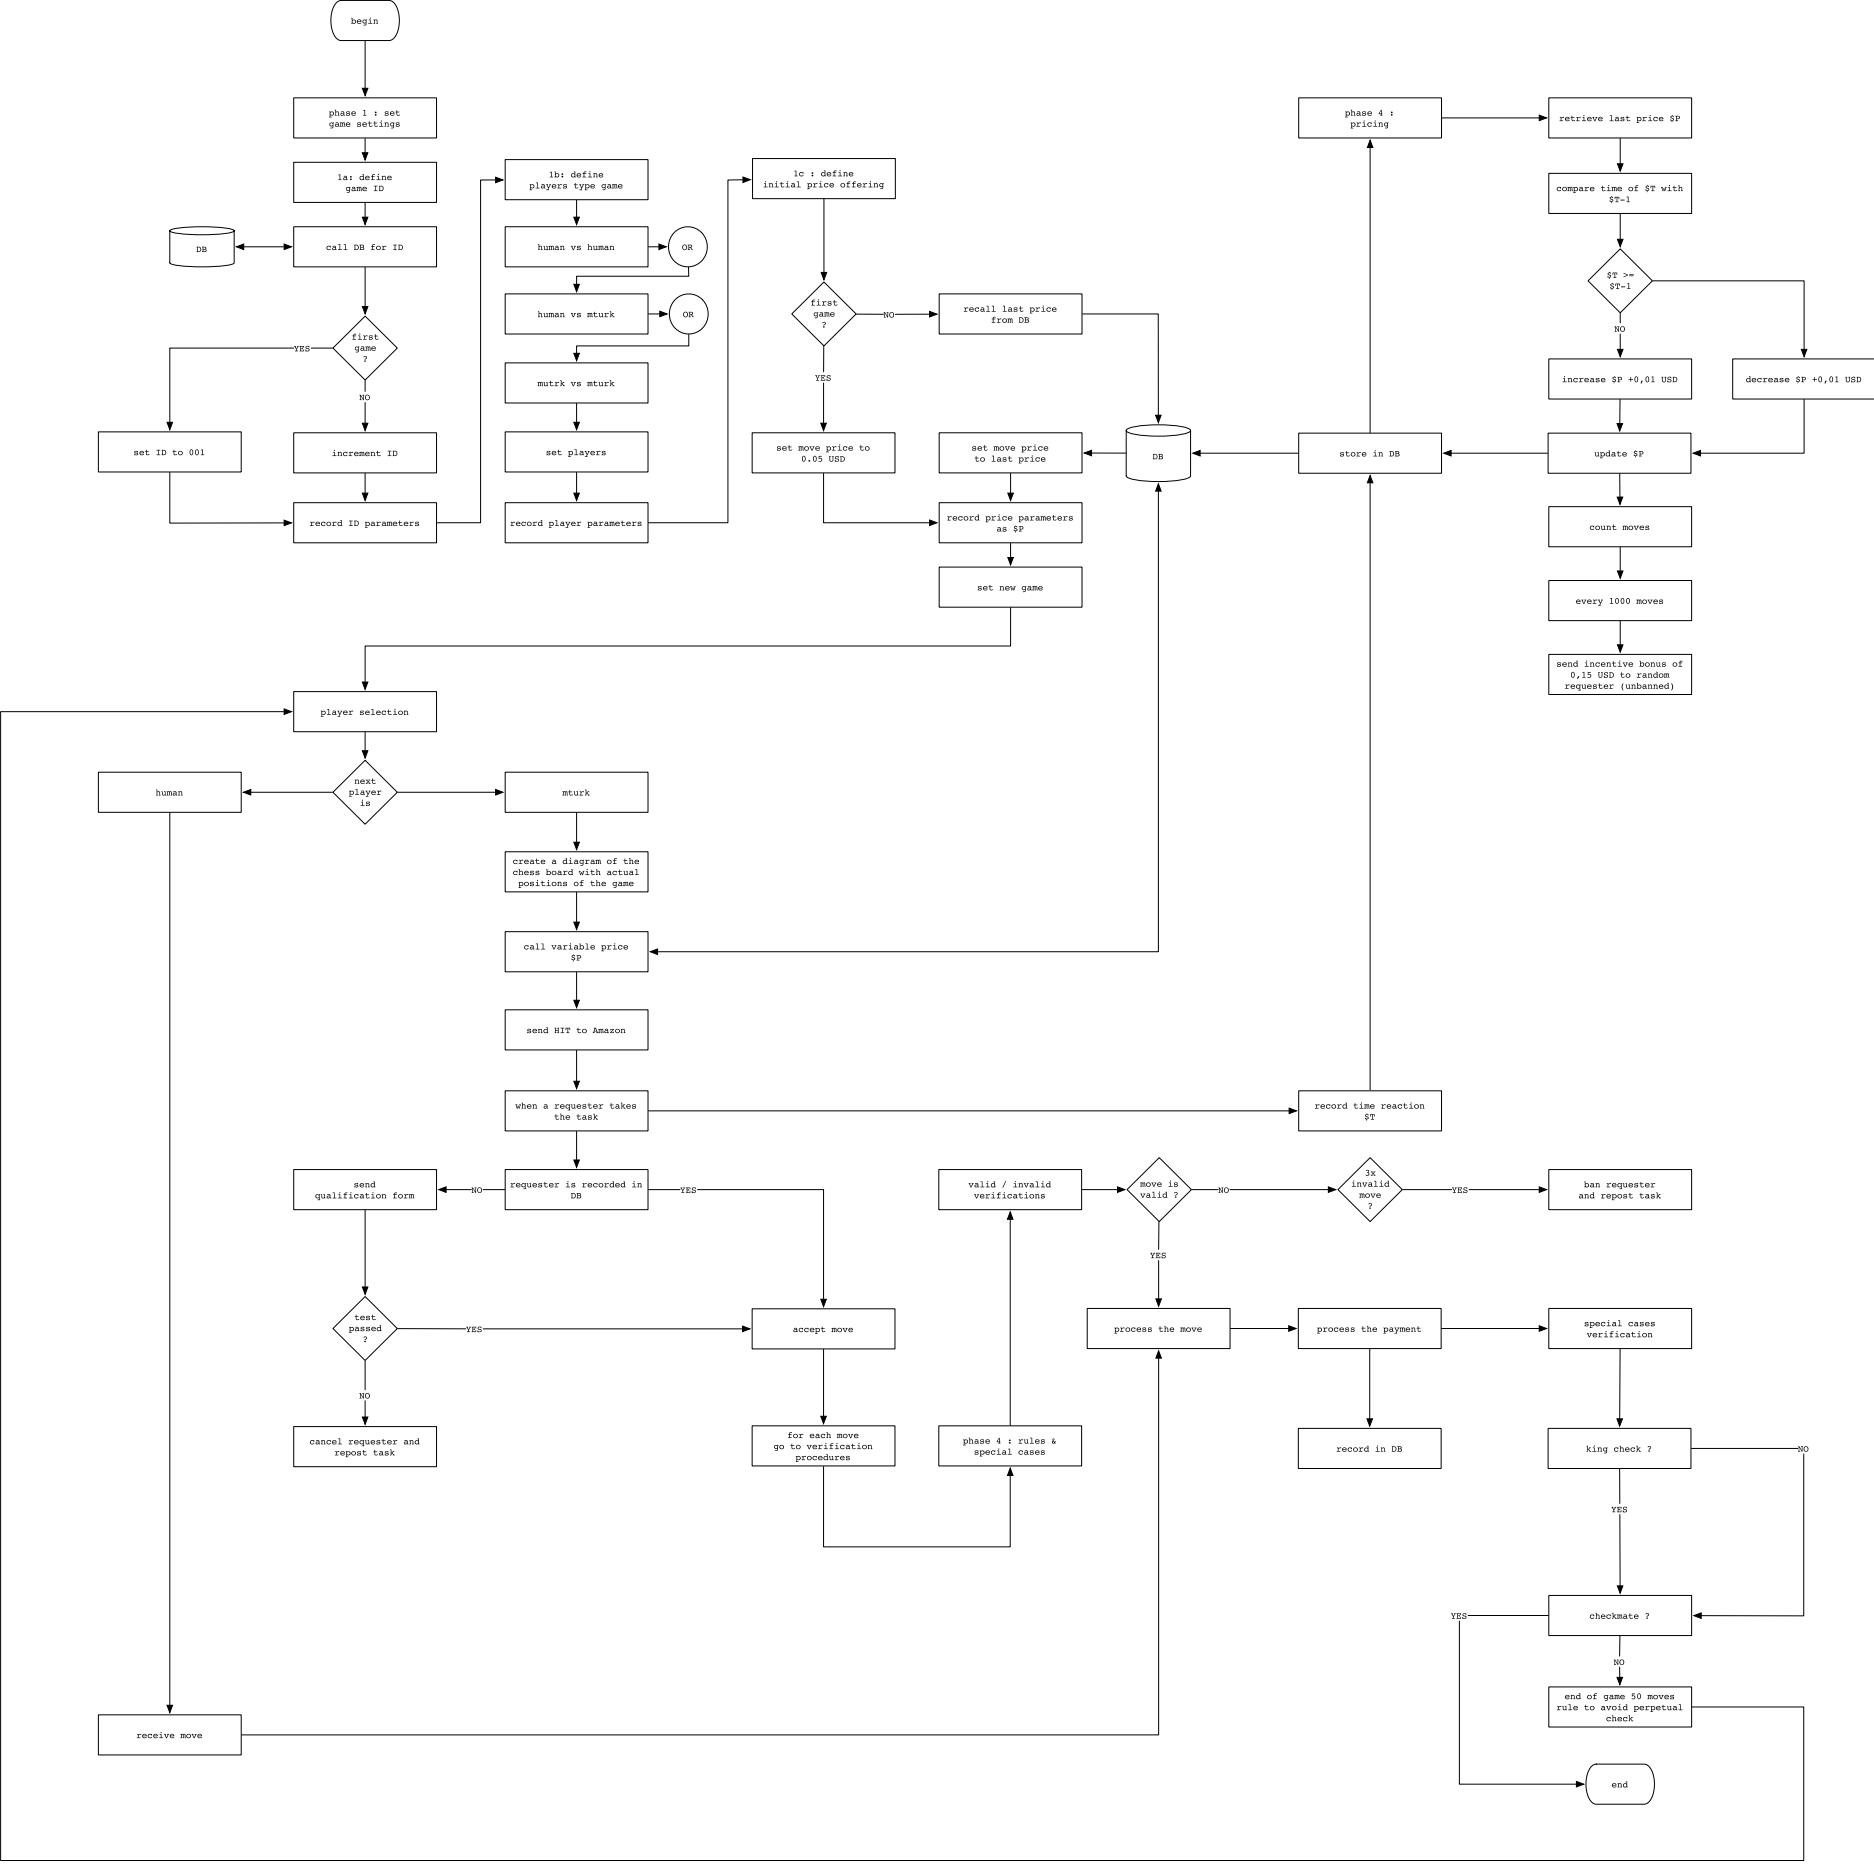 begin
phase 1 : set
game settings
1a: define
game ID
call DB for ID
DB
first
game
?
YES
NO
set ID to 001
increment ID
record ID parameters
1b: define
players type game
human vs human
OR
human vs mturk
OR
mutrk vs mturk
set players
record player parameters
1c : define
initial price offering
first
game
?
NO
YES
recall last price
from DB
set move price to
0.05 USD
set move price
to last price
DB
record price parameters
as $P
set new game
phase 4 :
pricing
retrieve last price $P
compare time of $T with
$T-1
$T >=
$T-1
NO
increase $P +0,01 USD
decrease $P +0,01 USD
store in DB
update $P
count moves
every 1000 moves
send incentive bonus of
0,15 USD to random
requester (unbanned)
player selection
next
player
is
human
mturk
create a diagram of the
chess board with actual
positions of the game
call variable price
$P
send HIT to Amazon
when a requester takes
the task
record time reaction
$T
requester is recorded in
DB
NO
YES
send
qualification form
test
passed
?
YES
NO
cancel requester and
repost task
accept move
for each move
go to verification
procedures
phase 4 : rules &
special cases
valid / invalid
verifications
move is
valid ?
NO
YES
3x
invalid
move
?
YES
ban requester
and repost task
process the move
process the payment
record in DB
special cases
verification
king check ?
NO
YES
checkmate ?
YES
NO
end of game 50 moves
rule to avoid perpetual
check
receive move
end